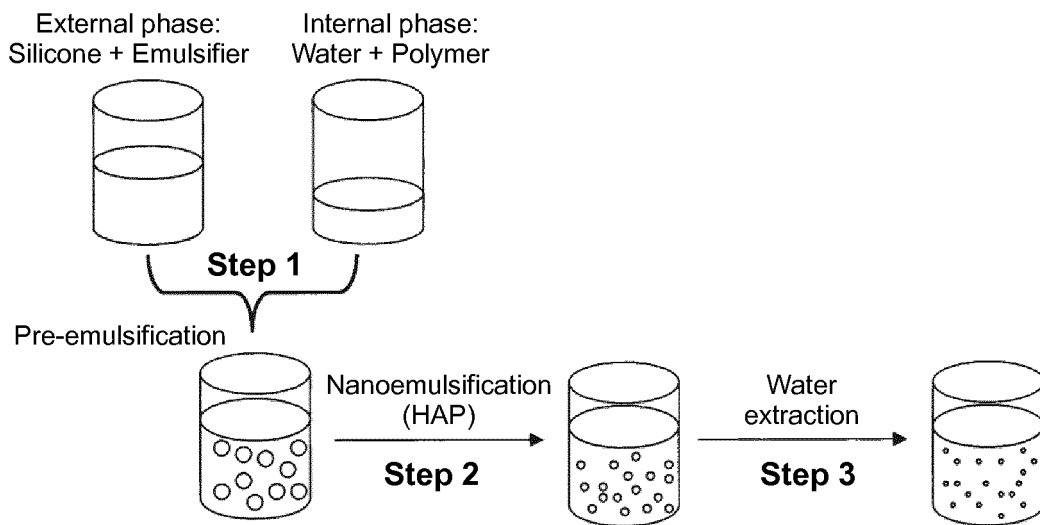 External phase:
Silicone + Emulsifier
Internal phase:
Water + Polymer
Step 1
Pre-emulsification
Nanoemulsification
(HAP)
Step 2
Water
extraction
Step 3